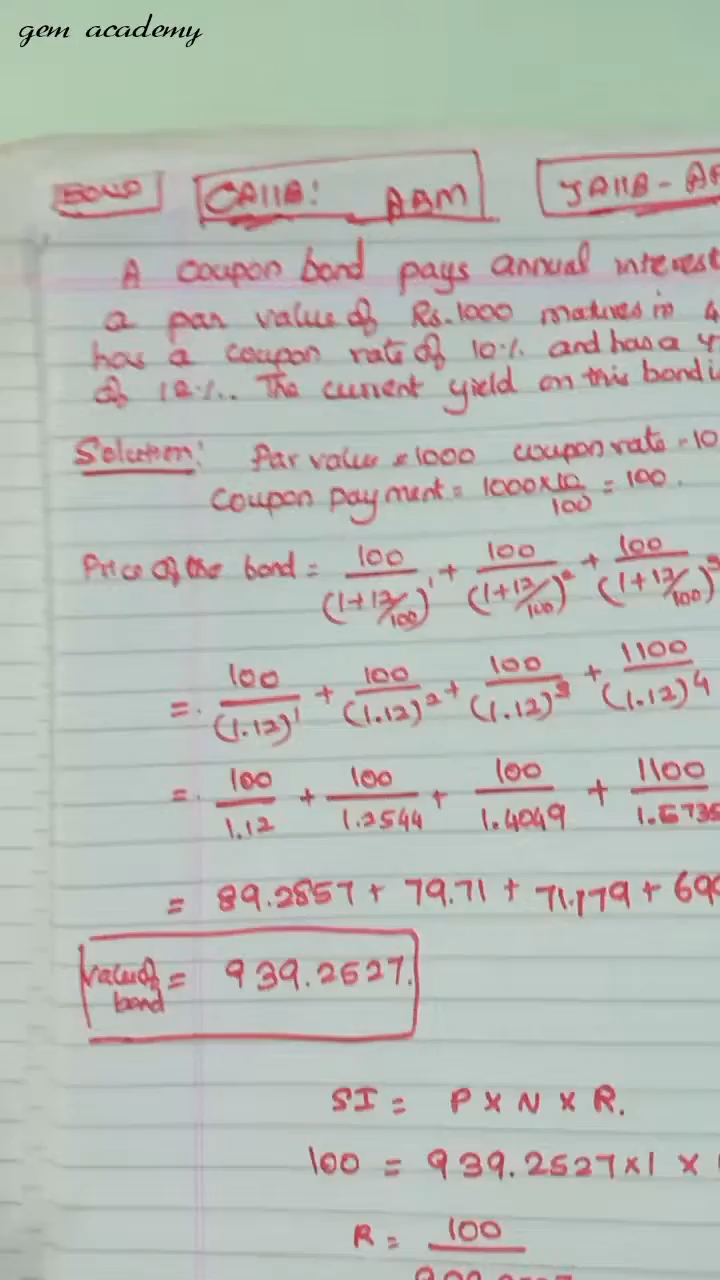 gem academy
BOND CAIIB: ABM JAIIB - AF
A coupon bond pays annual interest
a par value of Rs.1000 matures in 4
has a coupon rate of 10% and has a y
of 12%. The current yield on this bond i
Solution: Par value = 1000 coupon rate = 10
Coupon payment = 1000 × 10/100 = 100.
Price of the bond = 100/(1+12/100)^1 + 100/(1+12/100)^2 + 100/(1+12/100)^3
= 100/(1.12)^1 + 100/(1.12)^2 + 100/(1.12)^3 + 1100/(1.12)^4
= 100/1.12 + 100/1.2544 + 100/1.4049 + 1100/1.5735
= 89.2857 + 79.71 + 71.179 + 69
value of bond = 939.2527.
SI = P × N × R.
100 = 939.2527 × 1 ×
R = 100